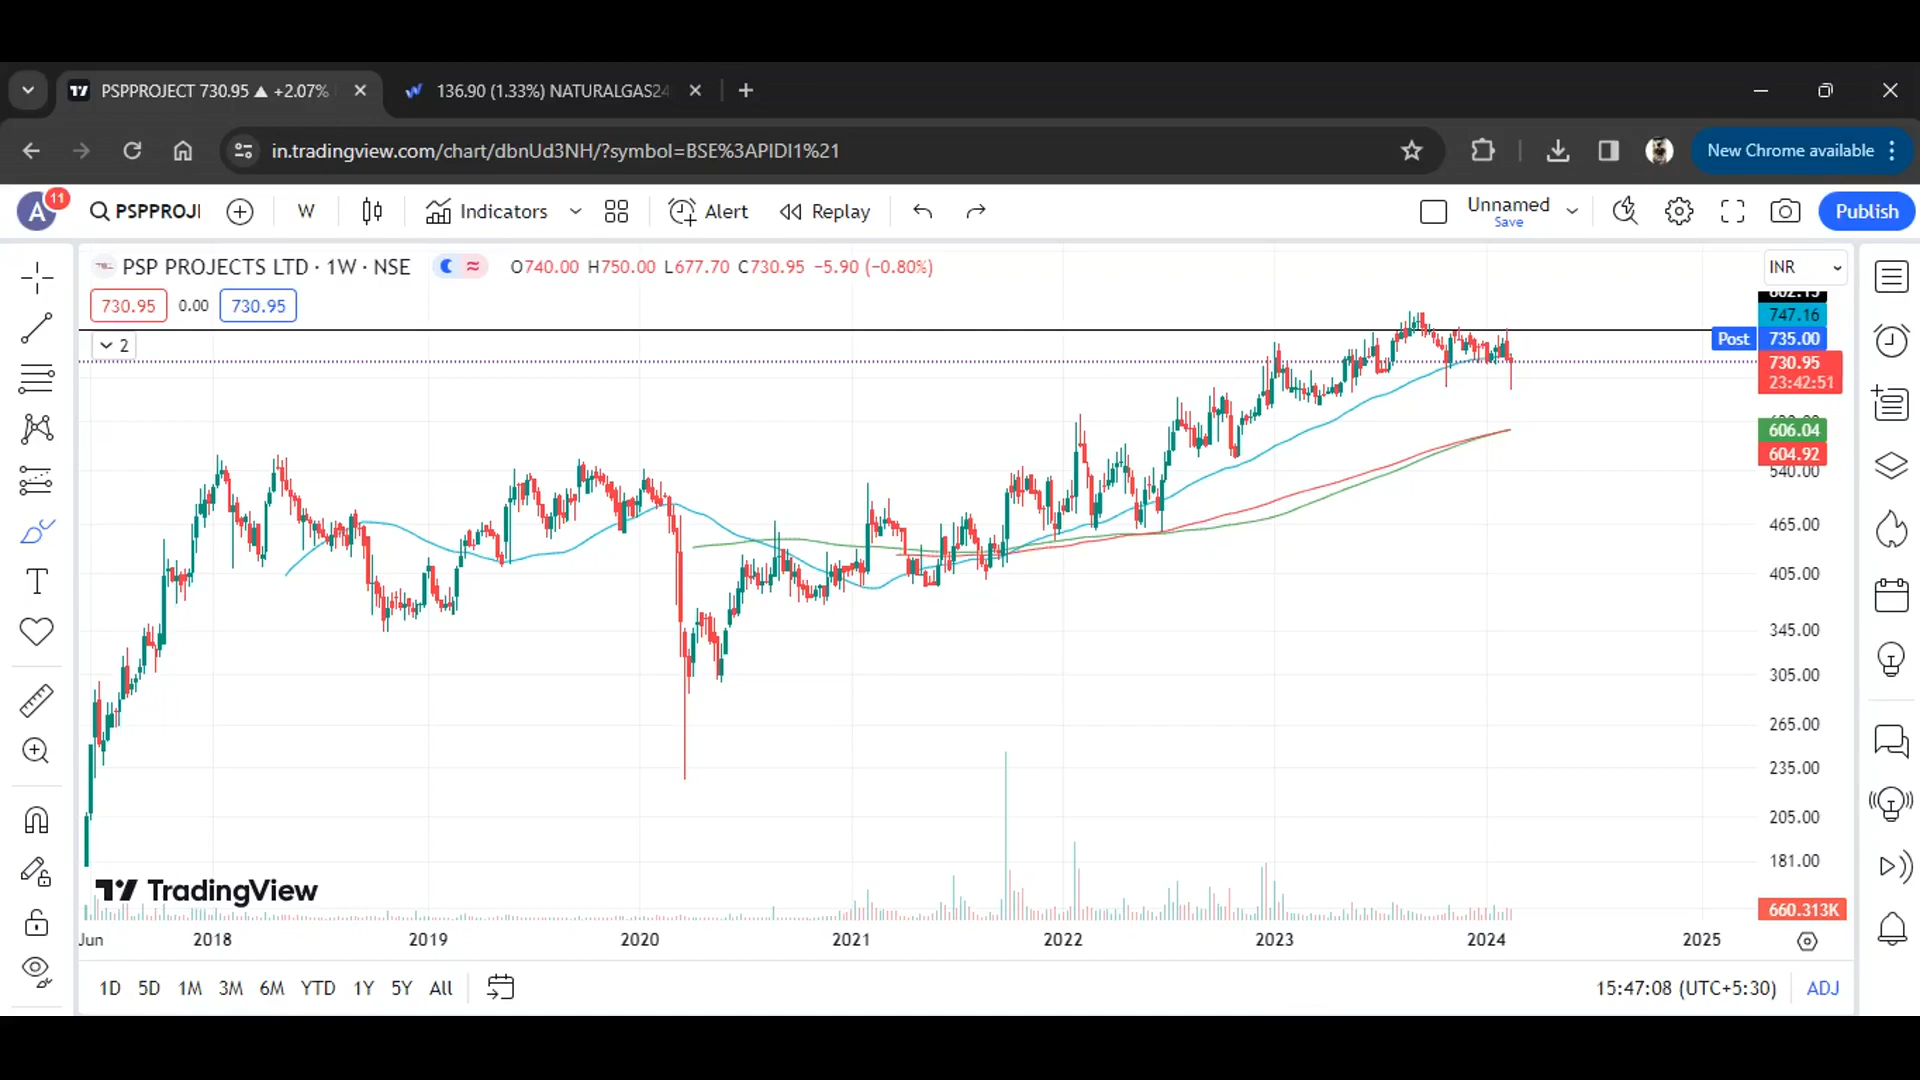 PSPPROJECT 730.95 ▲ +2.07%
136.90 (1.33%) NATURALGAS24
in.tradingview.com/chart/dbnUd3NH/?symbol=BSE%3APIDI1%21
New Chrome available
A 11 PSPPROJI W Indicators Alert Replay Unnamed Save Publish
PSP PROJECTS LTD · 1W · NSE O740.00 H750.00 L677.70 C730.95 −5.90 (−0.80%) INR
730.95 0.00 730.95
747.16
2 Post 735.00
730.95
23:42:51
606.04
604.92
540.00
465.00
405.00
345.00
305.00
265.00
235.00
205.00
181.00
TradingView
660.313K
Jun 2018 2019 2020 2021 2022 2023 2024 2025
1D 5D 1M 3M 6M YTD 1Y 5Y All 15:47:08 (UTC+5:30) ADJ